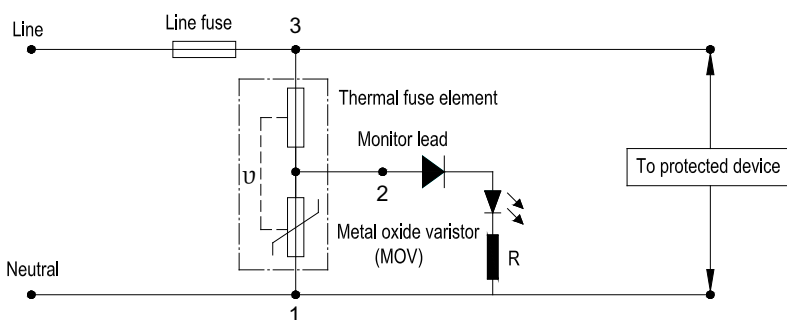 Line
Line fuse
3
Thermal fuse element
Monitor lead
To protected device
υ
2
Metal oxide varistor
(MOV)
R
Neutral
1